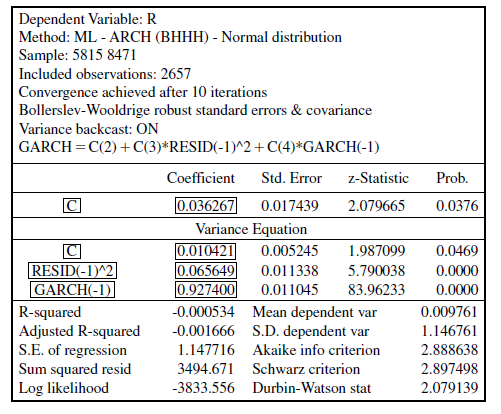 Dependent Variable: R
Method: ML - ARCH (BHHH) - Normal distribution
Sample: 5815 8471
Included observations: 2657
Convergence achieved after 10 iterations
Bollerslev-Wooldrige robust standard errors & covariance
Variance backcast: ON
GARCH = C(2) + C(3)*RESID(-1)^2 + C(4)*GARCH(-1)
Coefficient Std. Error z-Statistic Prob.
C 0.036267 0.017439 2.079665 0.0376
Variance Equation
C 0.010421 0.005245 1.987099 0.0469
RESID(-1)^2 0.065649 0.011338 5.790038 0.0000
GARCH(-1) 0.927400 0.011045 83.96233 0.0000
R-squared -0.000534 Mean dependent var 0.009761
Adjusted R-squared -0.001666 S.D. dependent var 1.146761
S.E. of regression 1.147716 Akaike info criterion 2.888638
Sum squared resid 3494.671 Schwarz criterion 2.897498
Log likelihood -3833.556 Durbin-Watson stat 2.079139